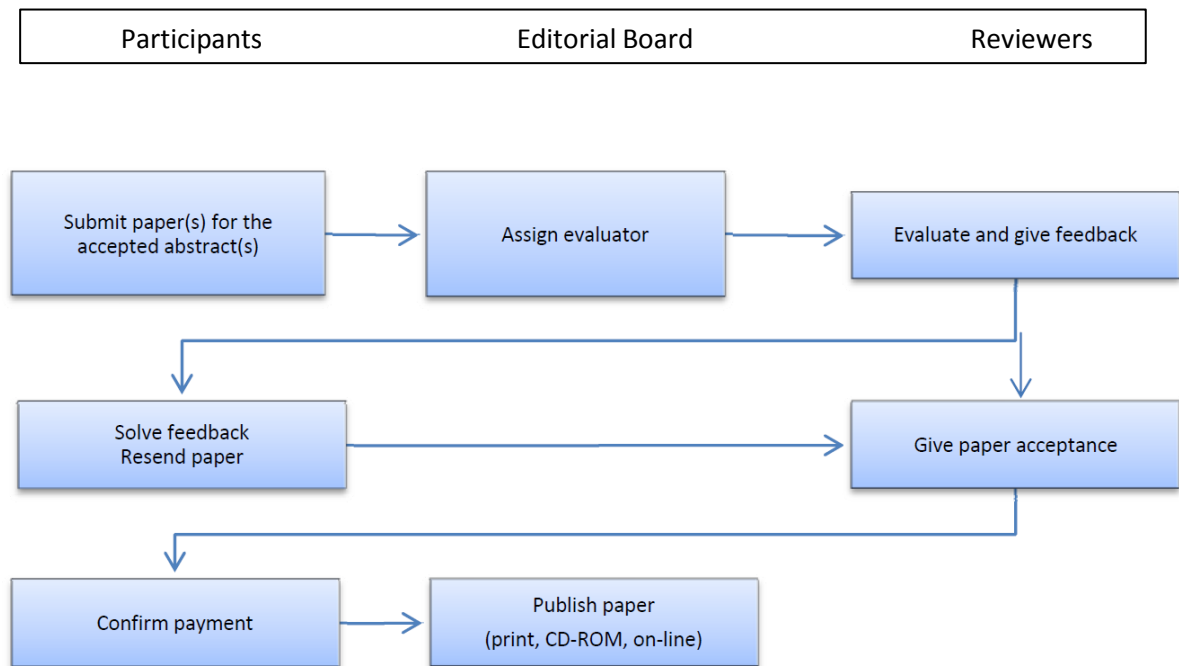 Participants Editorial Board Reviewers
Submit paper(s) for the
accepted abstract(s)
Assign evaluator
Evaluate and give feedback
Solve feedback
Resend paper
Give paper acceptance
Confirm payment
Publish paper
(print, CD-ROM, on-line)